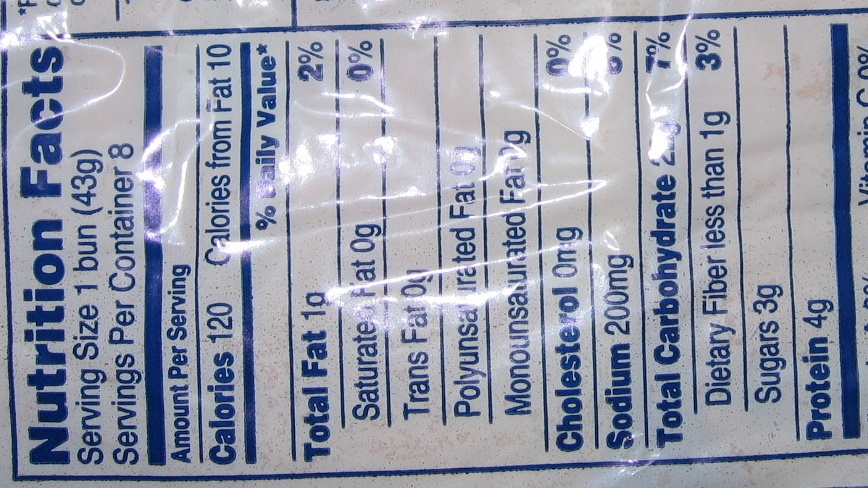 Nutrition Facts
Serving Size 1 bun (43g)
Servings Per Container 8
Amount Per Serving
Calories 120 Calories from Fat 10
% Daily Value*
Total Fat 1g 2%
Saturated Fat 0g 0%
Trans Fat 0g
Polyunsaturated Fat 0g
Monounsaturated Fat 0g
Cholesterol 0mg 0%
Sodium 200mg
Total Carbohydrate 7%
Dietary Fiber less than 1g 3%
Sugars 3g
Protein 4g
Vitamin C 0%